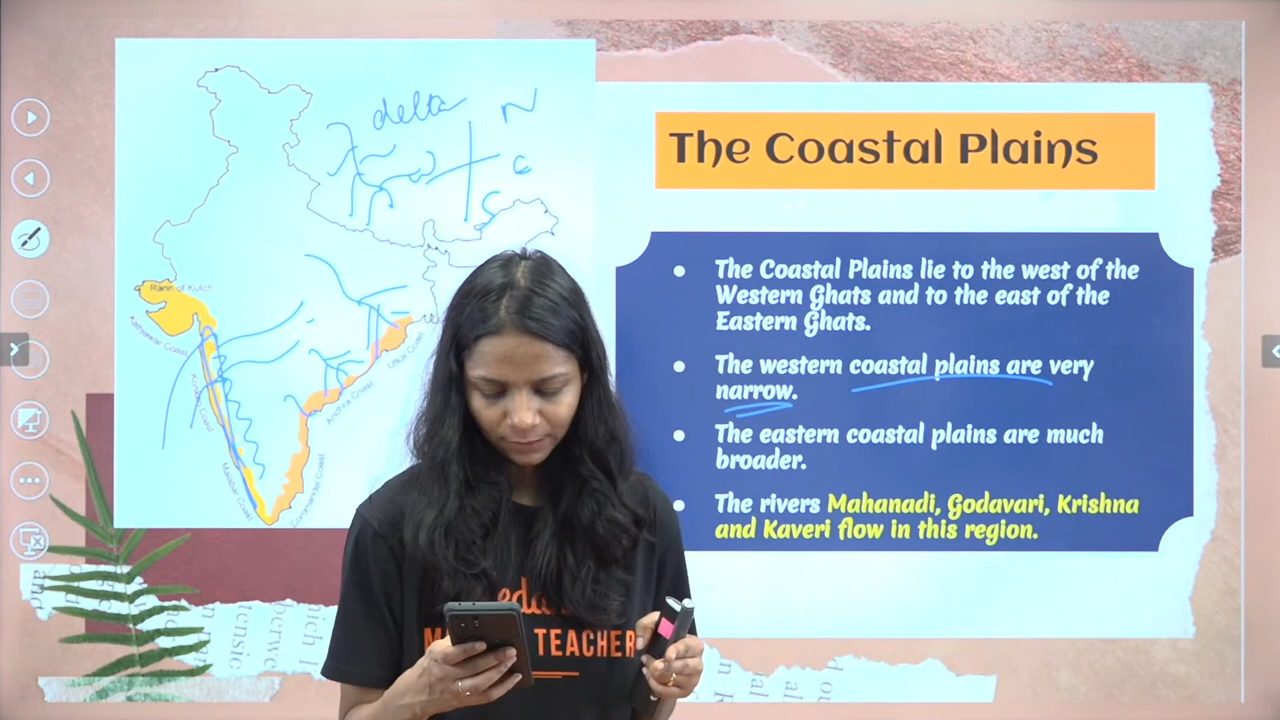 delta
N
E
S
Rann of Kutch
Kathiawar Coast
Konkan Coast
Malabar Coast
Coromandal Coast
Andhra Coast
Utkal Coast
The Coastal Plains
The Coastal Plains lie to the west of the
Western Ghats and to the east of the
Eastern Ghats.
The western coastal plains are very
narrow.
The eastern coastal plains are much
broader.
The rivers Mahanadi, Godavari, Krishna
and Kaveri flow in this region.
TEACHER
and
tensic